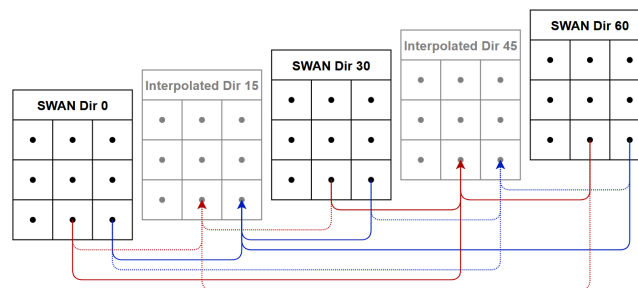 SWAN Dir 0
Interpolated Dir 15
SWAN Dir 30
Interpolated Dir 45
SWAN Dir 60